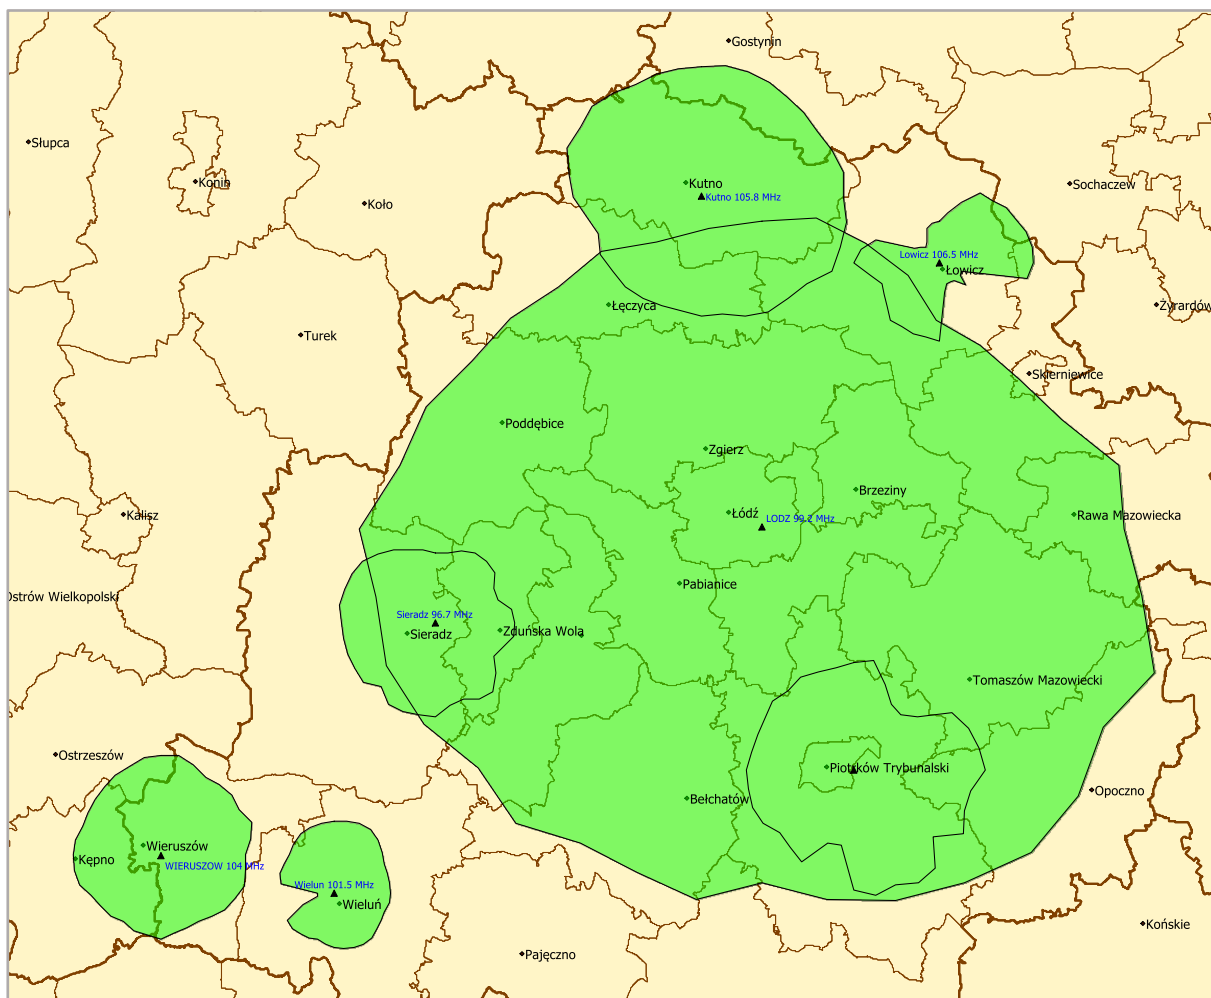 Gostynin
Słupca
Konin
Kutno
Sochaczew
Kutno 105.8 MHz
Koło
Lowicz 106.5 MHz
Łowicz
Łęczyca
Żyrardów
Turek
Skierniewice
Poddębice
Zgierz
Brzeziny
Kalisz
Łódź
LODZ 99.2 MHz
Rawa Mazowiecka
Pabianice
Ostrów Wielkopolski
Sieradz 96.7 MHz
Sieradz
Zduńska Wola
Tomaszów Mazowiecki
Ostrzeszów
Piotrków Trybunalski
Opoczno
Bełchatów
Wieruszów
Kępno
WIERUSZOW 104 MHz
Wielun 101.5 MHz
Wieluń
Końskie
Pajęczno